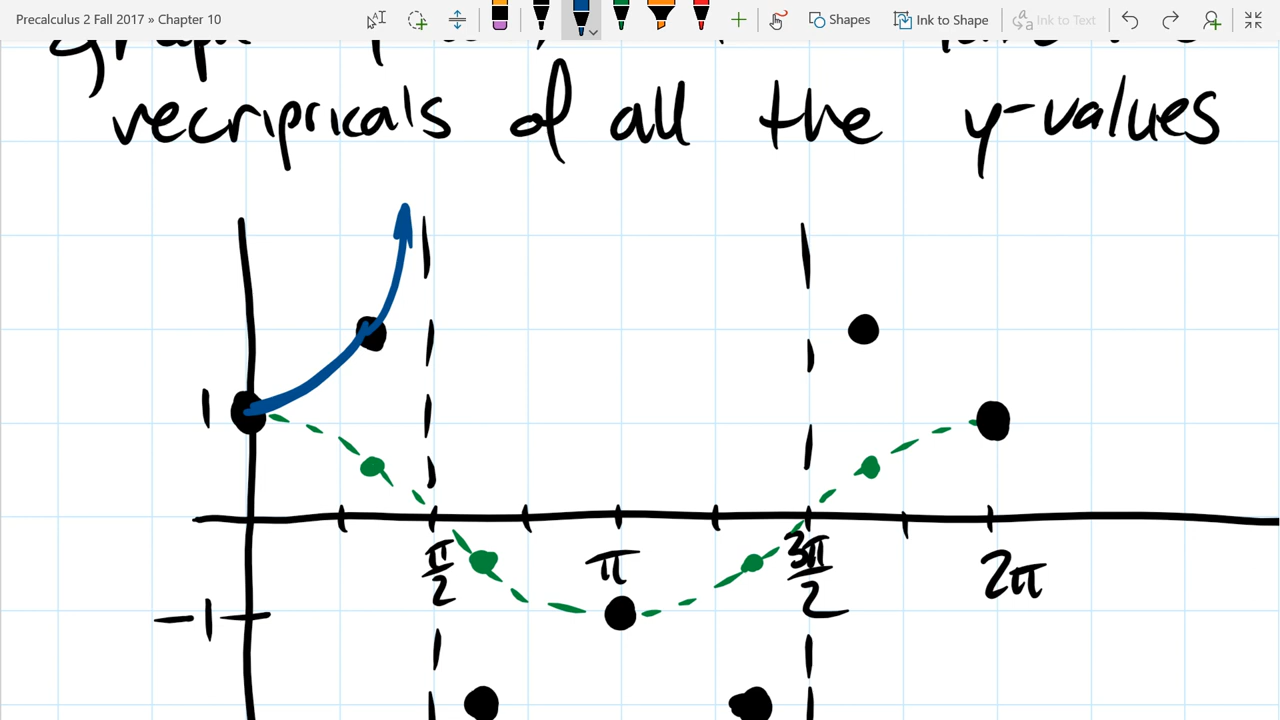 Precalculus 2 Fall 2017 » Chapter 10
Shapes
Ink to Shape
Ink to Text
recripricals of all the y-values
1
π/2
π
3π/2
2π
-1